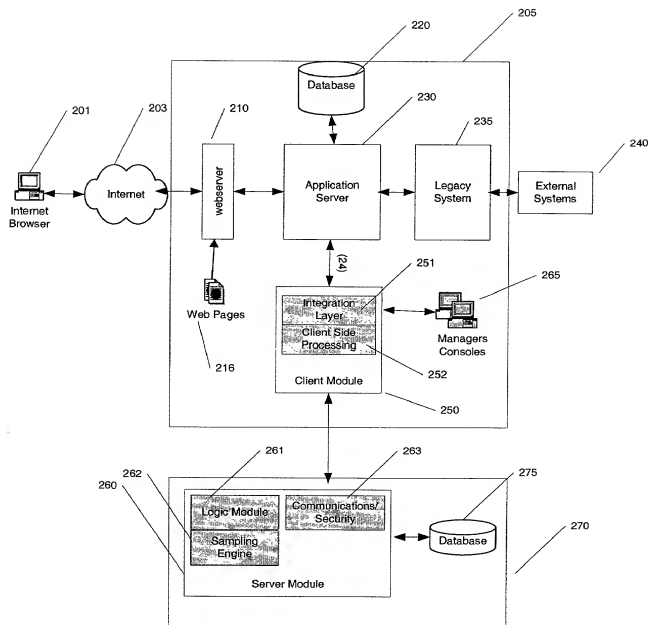 220
205
Database
201
203
210
230
235
240
Internet
Browser
Internet
webserver
Application
Server
Legacy
System
External
Systems
(24)
251
265
Web Pages
216
Integration
Layer
Client Side
Processing
252
Client Module
250
Managers
Consoles
261
263
275
262
260
270
Logic Module
Communications/
Security
Sampling
Engine
Database
Server Module